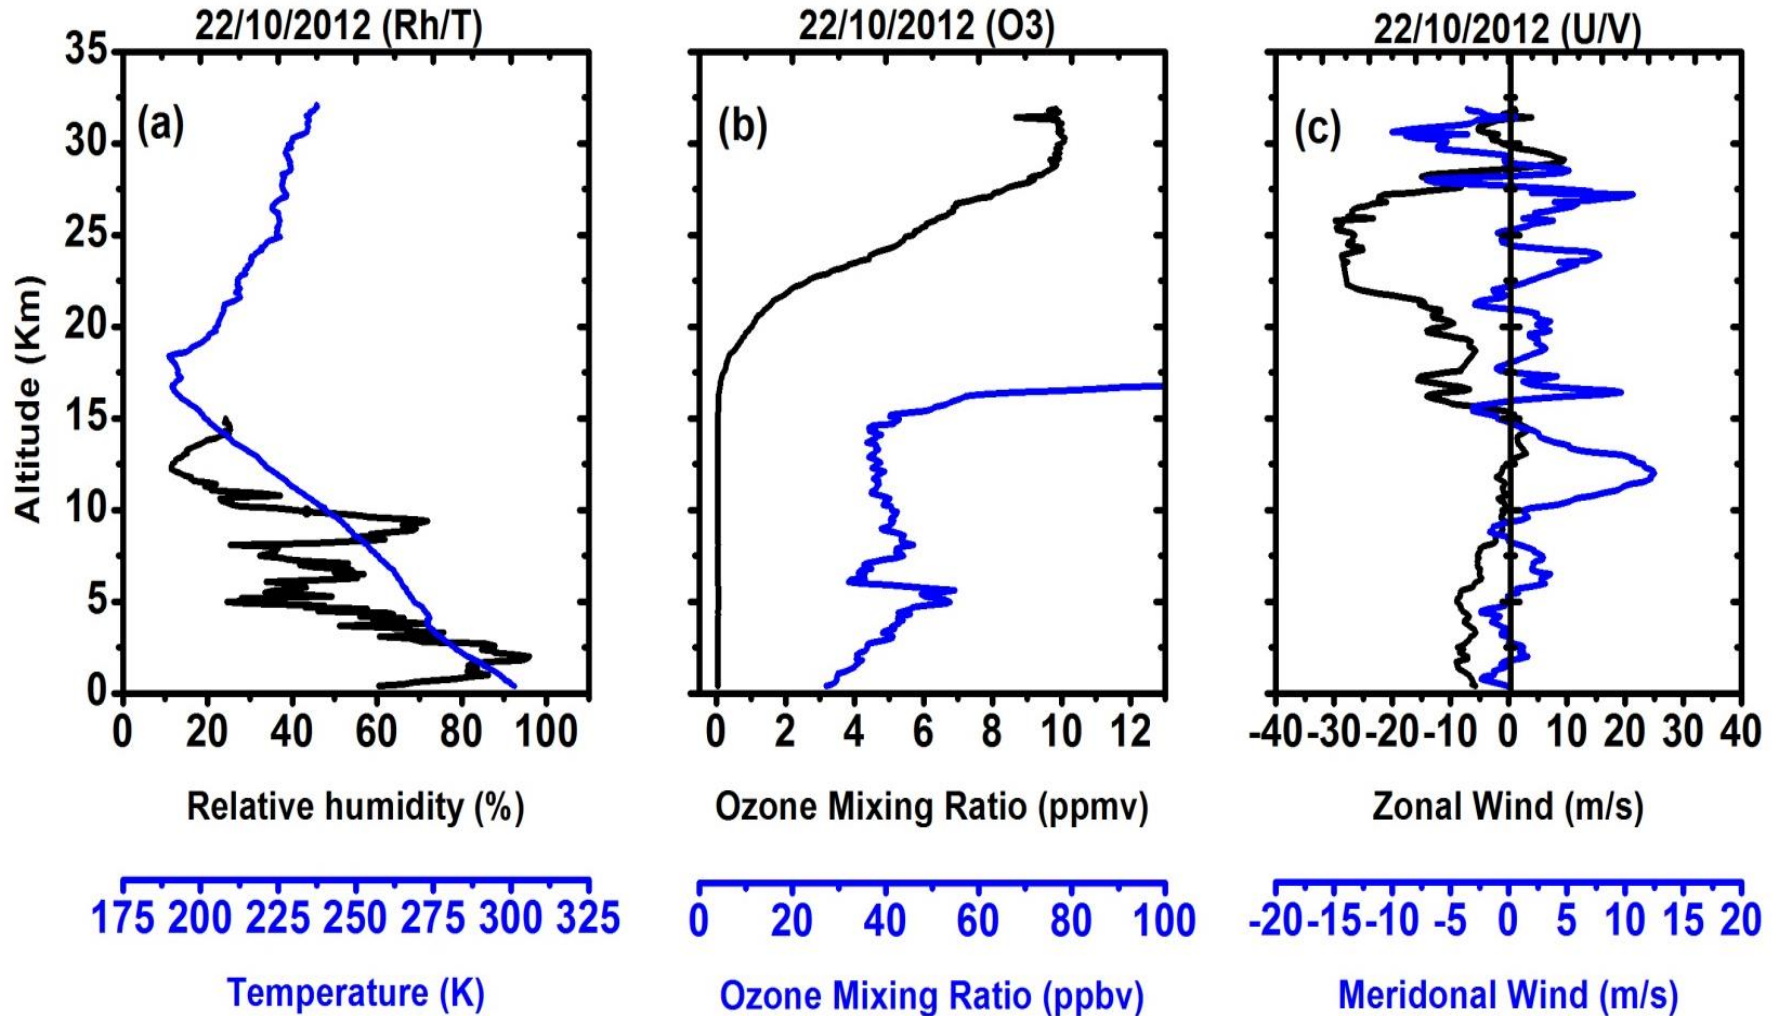 22/10/2012 (Rh/T)
22/10/2012 (O3)
22/10/2012 (U/V)
35
30
25
20
15
10
5
0
Altitude (Km)
(a)
(b)
(c)
0 20 40 60 80 100
0 2 4 6 8 10 12
-40 -30 -20 -10 0 10 20 30 40
Relative humidity (%)
Ozone Mixing Ratio (ppmv)
Zonal Wind (m/s)
175 200 225 250 275 300 325
0 20 40 60 80 100
-20 -15 -10 -5 0 5 10 15 20
Temperature (K)
Ozone Mixing Ratio (ppbv)
Meridonal Wind (m/s)